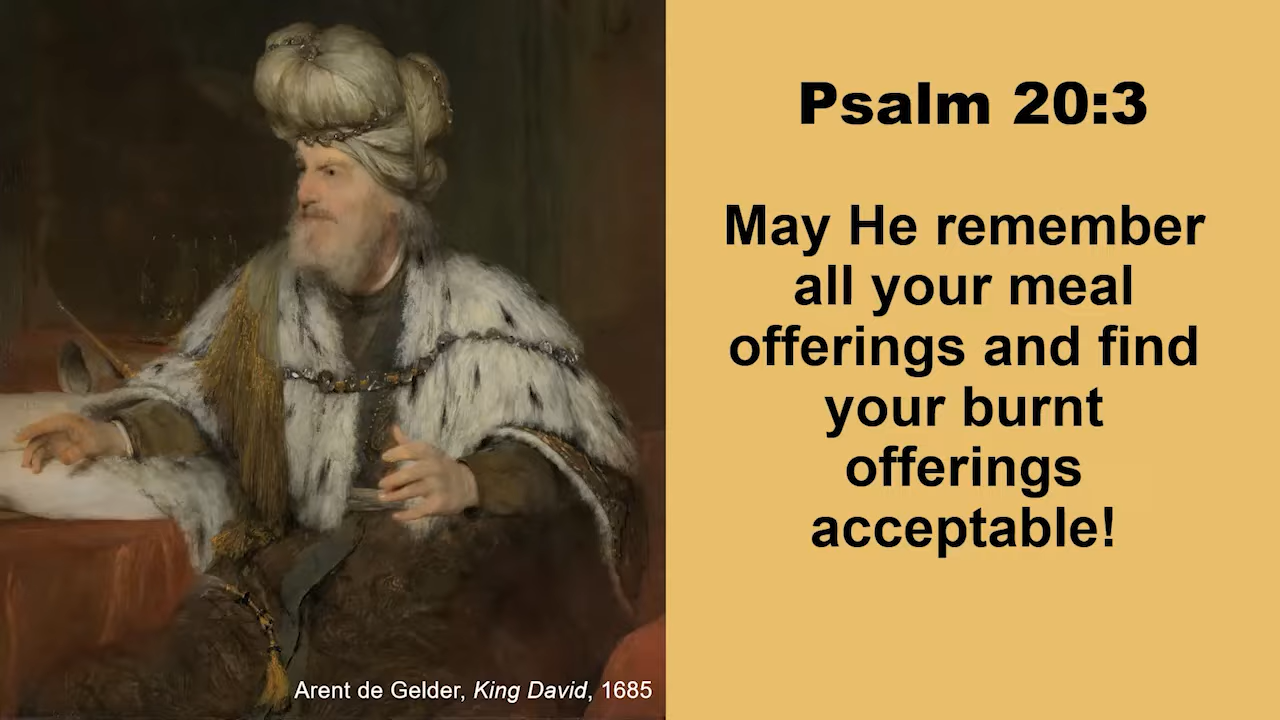 Psalm 20:3
May He remember
all your meal
offerings and find
your burnt
offerings
acceptable!
Arent de Gelder, King David, 1685